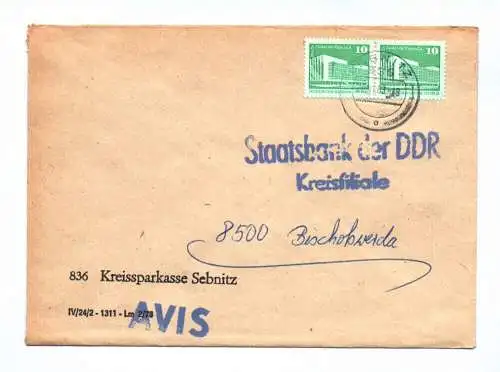 10 10
Staatsbank der DDR
Kreisfiliale
8500 Bischofswerda
836 Kreissparkasse Sebnitz
IV/24/2 - 1311 - Lm 2/78
AVIS